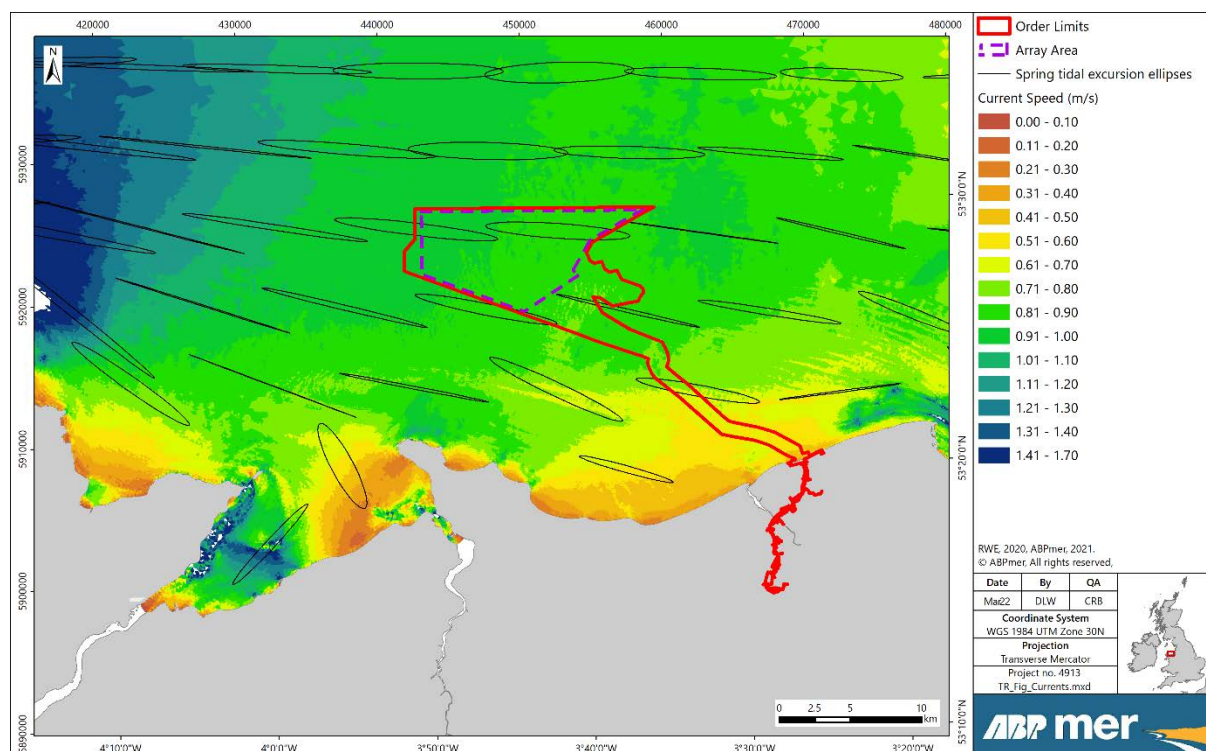 420000 430000 440000 450000 460000 470000 480000
N
5930000
5920000
5910000
5900000
5890000
53°30'0"N
53°20'0"N
53°10'0"N
4°10'0"W 4°0'0"W 3°50'0"W 3°40'0"W 3°30'0"W 3°20'0"W
0 2.5 5 10
km
Order Limits
Array Area
Spring tidal excursion ellipses
Current Speed (m/s)
0.00 - 0.10
0.11 - 0.20
0.21 - 0.30
0.31 - 0.40
0.41 - 0.50
0.51 - 0.60
0.61 - 0.70
0.71 - 0.80
0.81 - 0.90
0.91 - 1.00
1.01 - 1.10
1.11 - 1.20
1.21 - 1.30
1.31 - 1.40
1.41 - 1.70
RWE, 2020, ABPmer, 2021.
© ABPmer, All rights reserved,
Date By QA
Mar22 DLW CRB
Coordinate System
WGS 1984 UTM Zone 30N
Projection
Transverse Mercator
Project no. 4913
TR_Fig_Currents.mxd
ABPmer